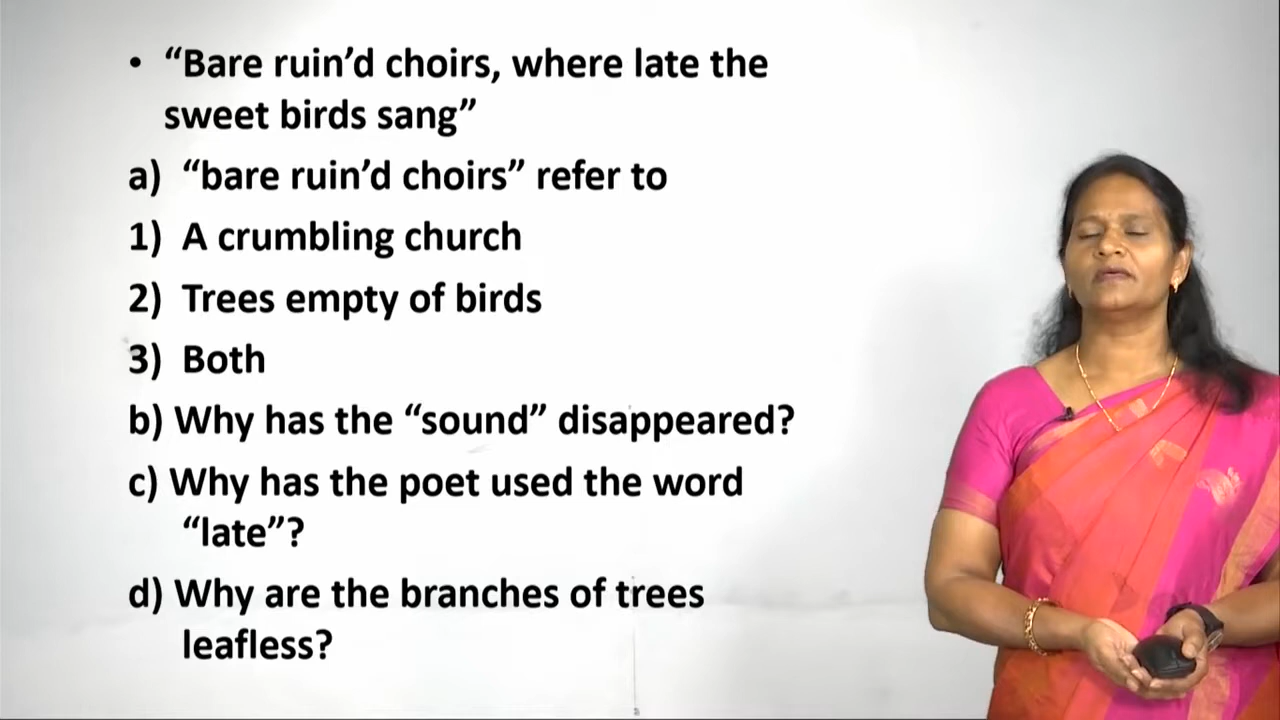 • “Bare ruin’d choirs, where late the
sweet birds sang”
a) “bare ruin’d choirs” refer to
1) A crumbling church
2) Trees empty of birds
3) Both
b) Why has the “sound” disappeared?
c) Why has the poet used the word
“late”?
d) Why are the branches of trees
leafless?